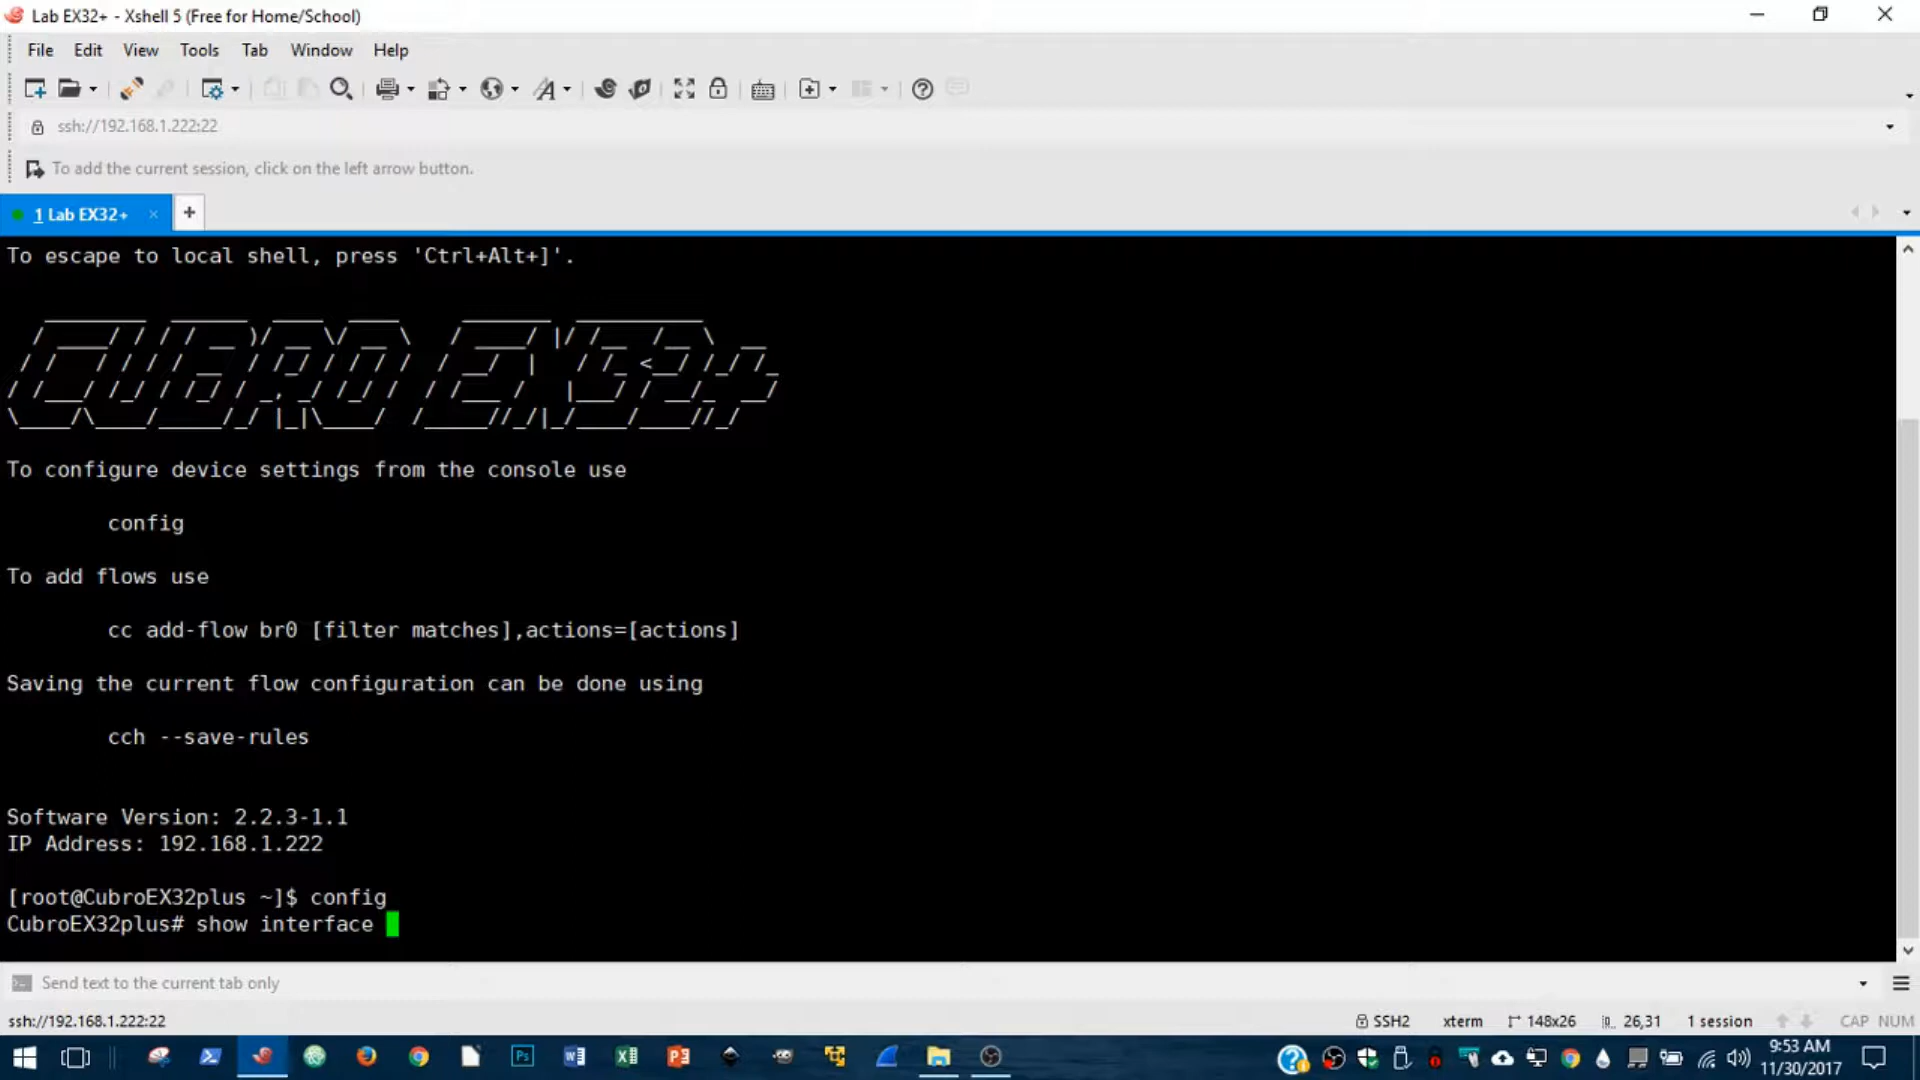 Lab EX32+ - Xshell 5 (Free for Home/School)
File Edit View Tools Tab Window Help
ssh://192.168.1.222:22
To add the current session, click on the left arrow button.
1 Lab EX32+
To escape to local shell, press 'Ctrl+Alt+]'.
CUBRO EX32+
To configure device settings from the console use
config
To add flows use
cc add-flow br0 [filter matches],actions=[actions]
Saving the current flow configuration can be done using
cch --save-rules
Software Version: 2.2.3-1.1
IP Address: 192.168.1.222
[root@CubroEX32plus ~]$ config
CubroEX32plus# show interface
Send text to the current tab only
ssh://192.168.1.222:22 SSH2 xterm 148x26 26,31 1 session CAP NUM
9:53 AM
11/30/2017